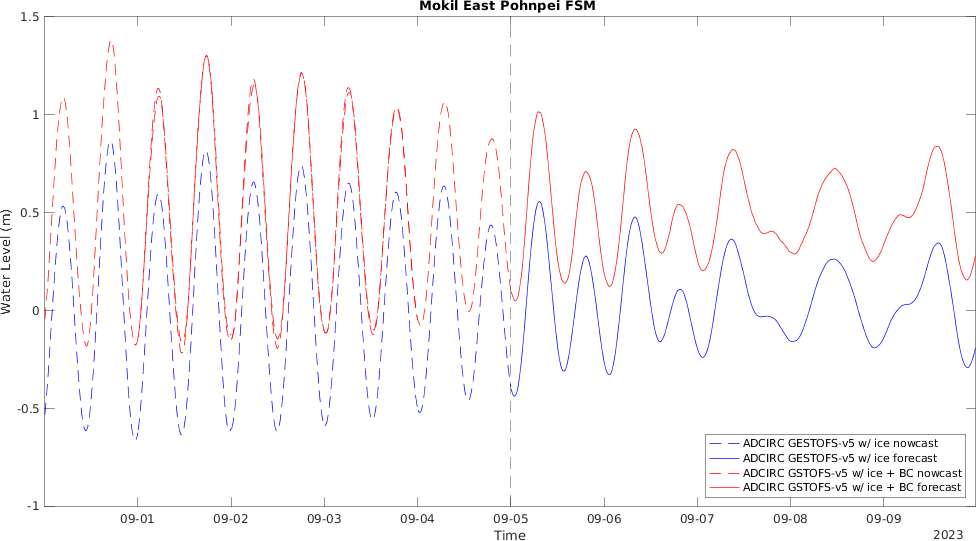 Mokil East Pohnpei FSM
1.5
1
0.5
0
-0.5
-1
Water Level (m)
09-01
09-02
09-03
09-04
09-05
09-06
09-07
09-08
09-09
Time
2023
ADCIRC GESTOFS-v5 w/ ice nowcast
ADCIRC GESTOFS-v5 w/ ice forecast
ADCIRC GSTOFS-v5 w/ ice + BC nowcast
ADCIRC GSTOFS-v5 w/ ice + BC forecast